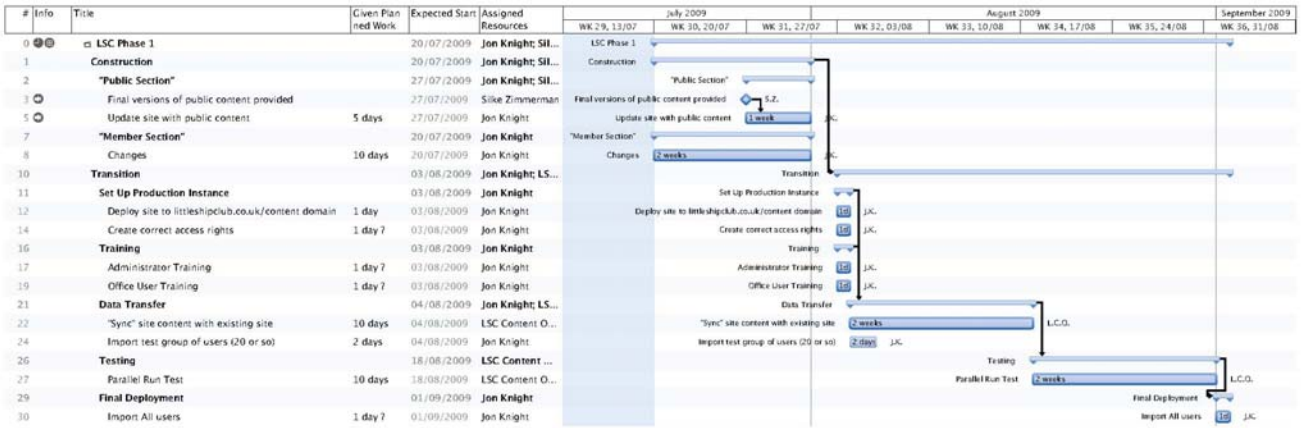 # Info Title Given Planned Work Expected Start Assigned Resources July 2009 August 2009 September 2009
WK 29, 13/07 WK 30, 20/07 WK 31, 27/07 WK 32, 03/08 WK 33, 10/08 WK 34, 17/08 WK 35, 24/08 WK 36, 31/08
0 LSC Phase 1 20/07/2009 Jon Knight; Sil... LSC Phase 1
1 Construction 20/07/2009 Jon Knight; Sil... Construction
2 "Public Section" 27/07/2009 Jon Knight; Sil... "Public Section"
3 Final versions of public content provided 27/07/2009 Silke Zimmerman Final versions of public content provided S.Z.
5 Update site with public content 5 days 27/07/2009 Jon Knight Update site with public content 1 week J.K.
7 "Member Section" 20/07/2009 Jon Knight "Member Section"
8 Changes 10 days 20/07/2009 Jon Knight Changes 2 weeks J.K.
10 Transition 03/08/2009 Jon Knight; LS... Transition
11 Set Up Production Instance 03/08/2009 Jon Knight Set Up Production Instance
12 Deploy site to littleshipclub.co.uk/content domain 1 day 03/08/2009 Jon Knight Deploy site to littleshipclub.co.uk/content domain 1d J.K.
14 Create correct access rights 1 day ? 03/08/2009 Jon Knight Create correct access rights 1d J.K.
16 Training 03/08/2009 Jon Knight Training
17 Administrator Training 1 day ? 03/08/2009 Jon Knight Administrator Training 1d J.K.
19 Office User Training 1 day ? 03/08/2009 Jon Knight Office User Training 1d J.K.
21 Data Transfer 04/08/2009 Jon Knight; LS... Data Transfer
22 "Sync" site content with existing site 10 days 04/08/2009 LSC Content O... "Sync" site content with existing site 2 weeks L.C.O.
24 Import test group of users (20 or so) 2 days 04/08/2009 Jon Knight Import test group of users (20 or so) 2 days J.K.
26 Testing 18/08/2009 LSC Content ... Testing
27 Parallel Run Test 10 days 18/08/2009 LSC Content O... Parallel Run Test 2 weeks L.C.O.
29 Final Deployment 01/09/2009 Jon Knight Final Deployment
30 Import All users 1 day ? 01/09/2009 Jon Knight Import All users 1d J.K.